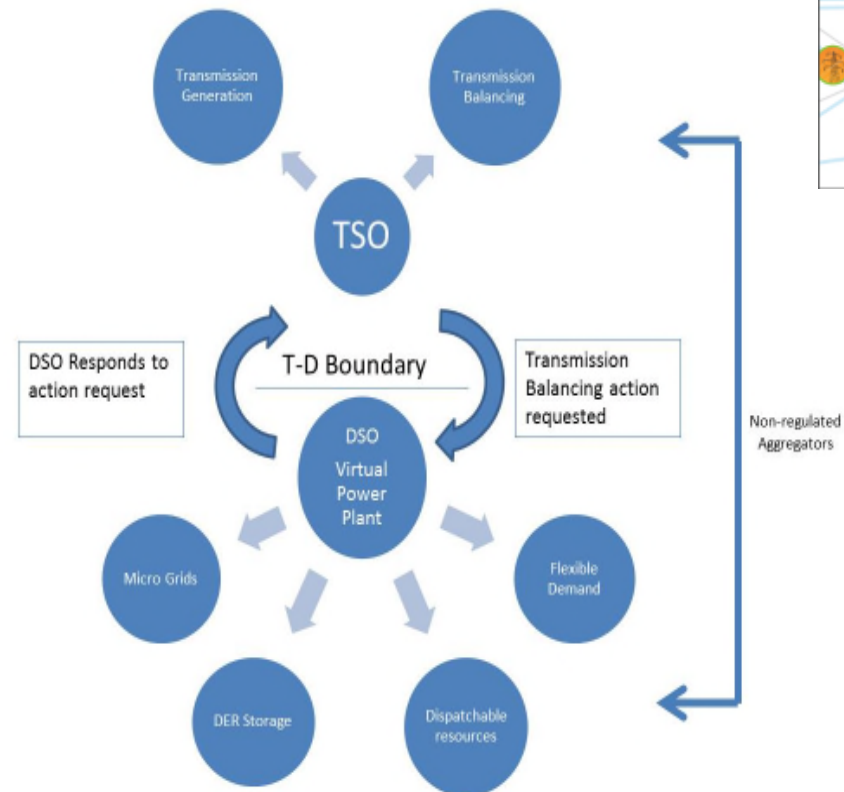 Transmission
Generation
Transmission
Balancing
TSO
DSO Responds to
action request
T-D Boundary
Transmission
Balancing action
requested
Non-regulated
Aggregators
DSO
Virtual
Power
Plant
Micro Grids
Flexible
Demand
DER Storage
Dispatchable
resources